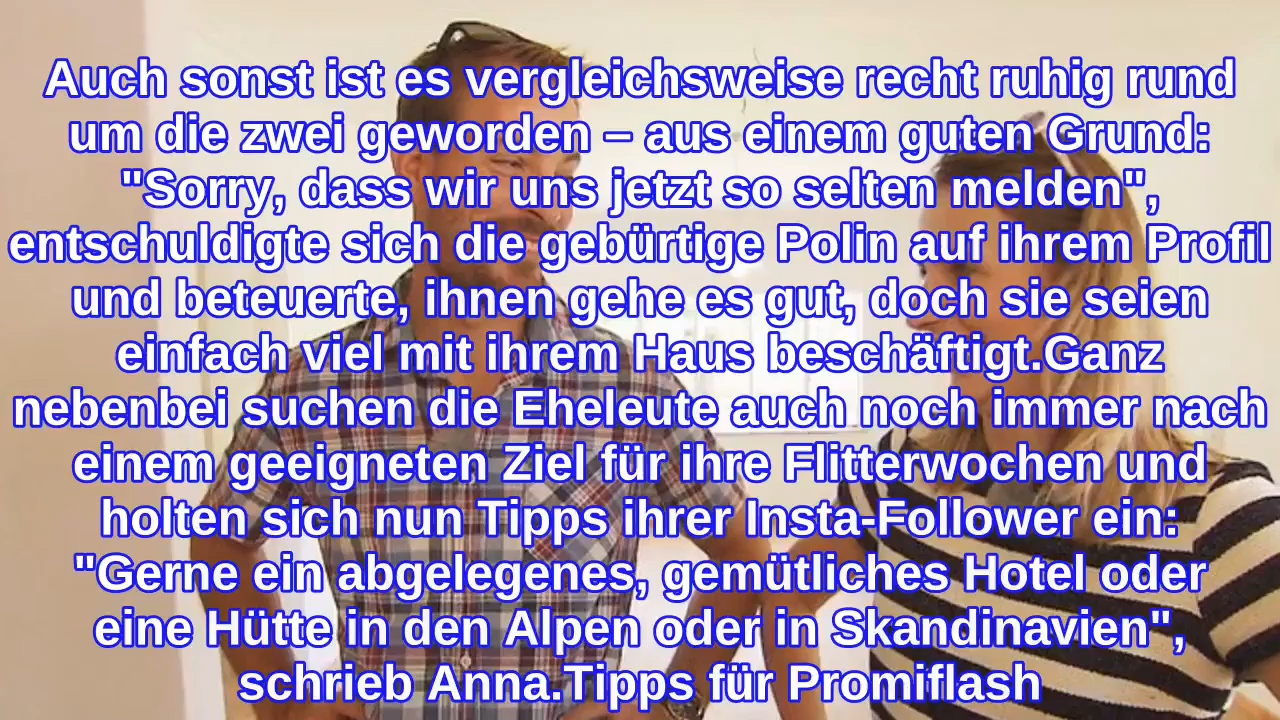 Auch sonst ist es vergleichsweise recht ruhig rund
um die zwei geworden – aus einem guten Grund:
"Sorry, dass wir uns jetzt so selten melden",
entschuldigte sich die gebürtige Polin auf ihrem Profil
und beteuerte, ihnen gehe es gut, doch sie seien
einfach viel mit ihrem Haus beschäftigt.Ganz
nebenbei suchen die Eheleute auch noch immer nach
einem geeigneten Ziel für ihre Flitterwochen und
holten sich nun Tipps ihrer Insta-Follower ein:
"Gerne ein abgelegenes, gemütliches Hotel oder
eine Hütte in den Alpen oder in Skandinavien",
schrieb Anna.Tipps für Promiflash